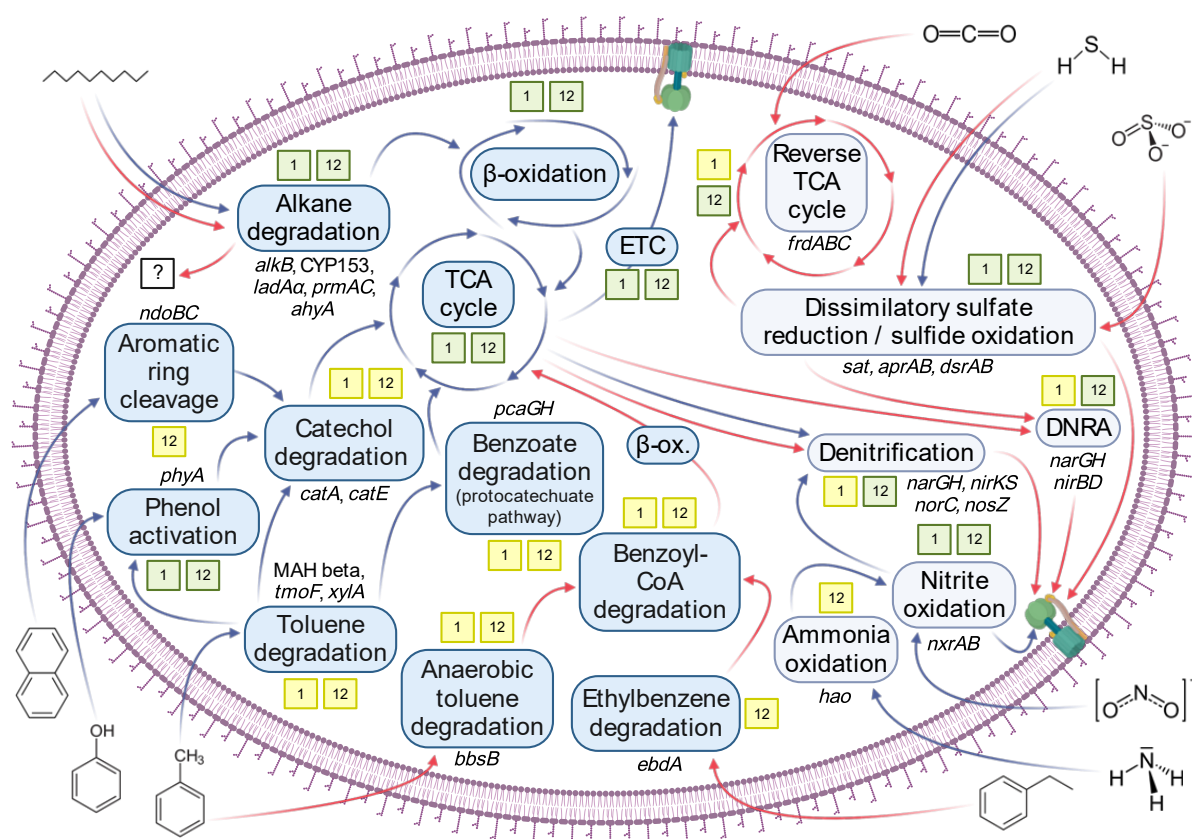 O=C=O
H S H
O=S O⁻ O⁻
1 12
β-oxidation
1 12
Alkane
degradation
alkB, CYP153,
ladAα, prmAC,
ahyA
?
1
12
Reverse
TCA
cycle
frdABC
ETC
1 12
TCA
cycle
1 12
1 12
Dissimilatory sulfate
reduction / sulfide oxidation
sat, aprAB, dsrAB
ndoBC
Aromatic
ring
cleavage
12
1 12
Catechol
degradation
catA, catE
pcaGH
Benzoate
degradation
(protocatechuate
pathway)
1 12
β-ox.
1 12
DNRA
narGH
nirBD
Denitrification
1 12
narGH, nirKS
norC, nosZ
phyA
Phenol
activation
1 12
1 12
Benzoyl-
CoA
degradation
1 12
Nitrite
oxidation
nxrAB
12
Ammonia
oxidation
hao
MAH beta,
tmoF, xylA
Toluene
degradation
1 12
1 12
Anaerobic
toluene
degradation
bbsB
Ethylbenzene
degradation
12
ebdA
OH
CH₃
[O N O]⁻
H N H
H